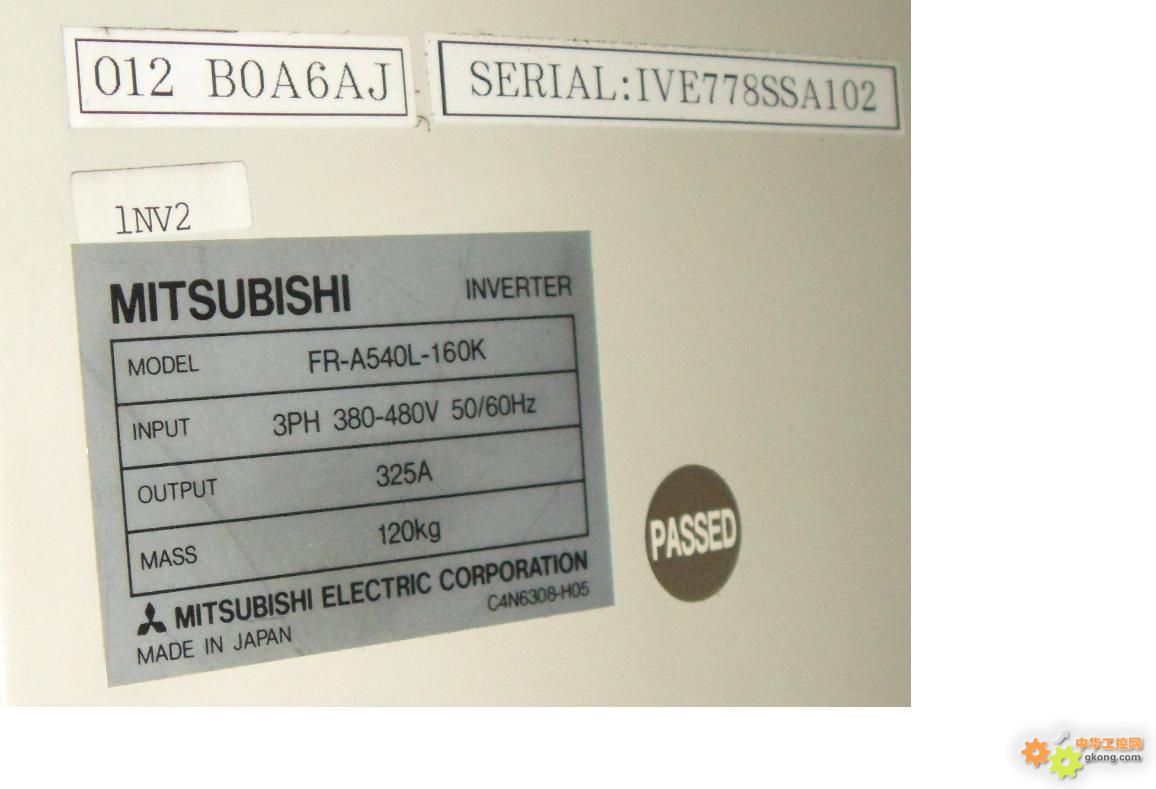 012 B0A6AJ
SERIAL:IVE778SSA102
1NV2
MITSUBISHI INVERTER
MODEL FR-A540L-160K
INPUT 3PH 380-480V 50/60Hz
OUTPUT 325A
MASS 120kg
MITSUBISHI ELECTRIC CORPORATION
C4N6308-H05
MADE IN JAPAN
PASSED
中华工控网
gkong.com